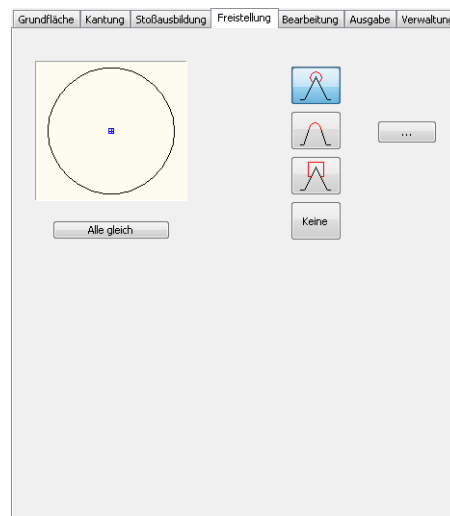 Grundfläche Kantung Stoßausbildung Freistellung Bearbeitung Ausgabe Verwaltung
...
Alle gleich
Keine